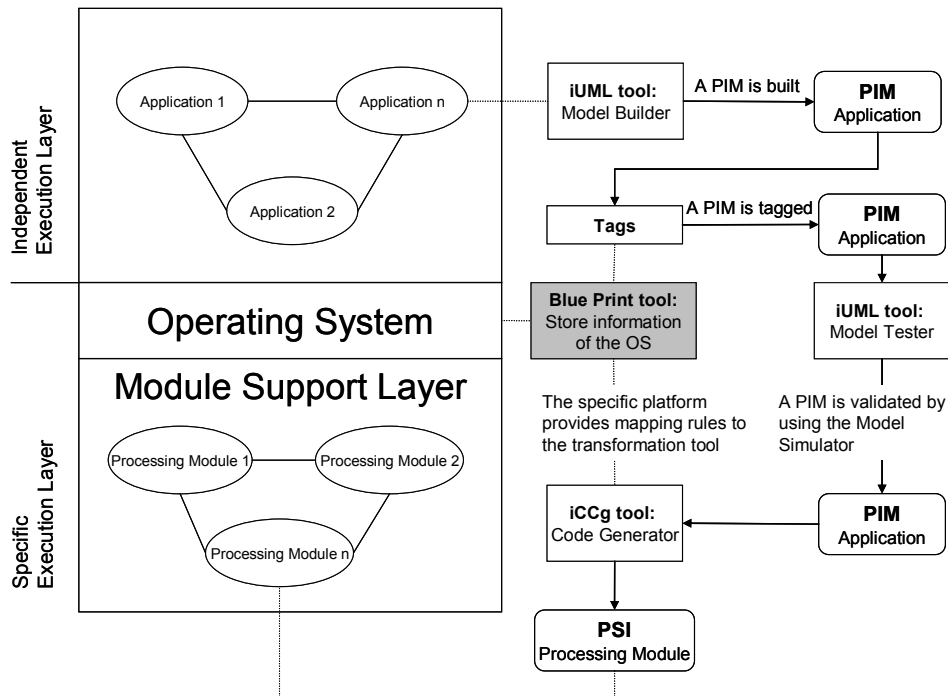 Independent
Execution Layer
Application 1
Application n
Application 2
iUML tool:
Model Builder
A PIM is built
PIM
Application
Tags
A PIM is tagged
PIM
Application
Specific
Execution Layer
Operating System
Blue Print tool:
Store information
of the OS
iUML tool:
Model Tester
Module Support Layer
Processing Module 1
Processing Module 2
Processing Module n
The specific platform
provides mapping rules to
the transformation tool
A PIM is validated by
using the Model
Simulator
iCCg tool:
Code Generator
PIM
Application
PSI
Processing Module